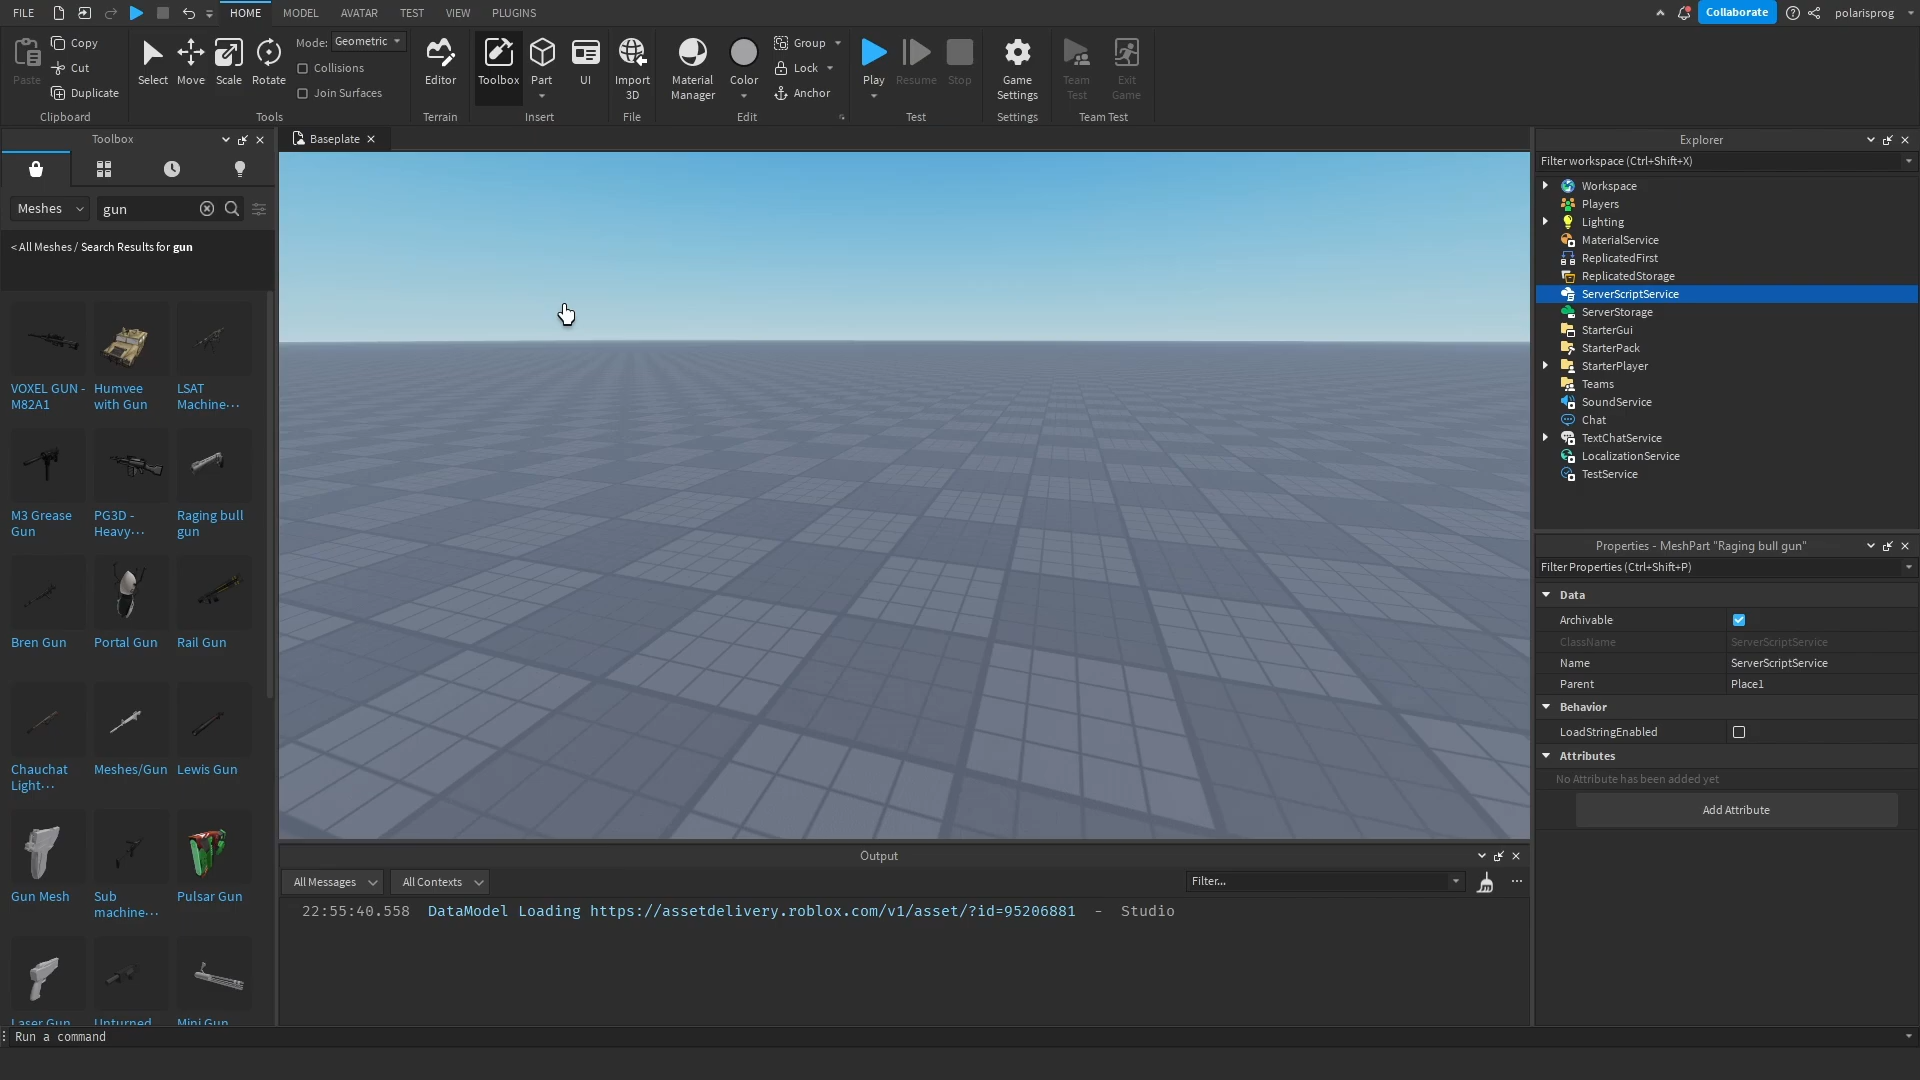 FILE
HOME
MODEL
AVATAR
TEST
VIEW
PLUGINS
Collaborate
polarisprog
Paste
Copy
Cut
Duplicate
Clipboard
Select
Move
Scale
Rotate
Mode: Geometric
Collisions
Join Surfaces
Tools
Editor
Terrain
Toolbox
Part
UI
Insert
Import
3D
File
Material
Manager
Color
Group
Lock
Anchor
Edit
Play
Resume
Stop
Test
Game
Settings
Settings
Team
Test
Exit
Game
Team Test
Toolbox
Meshes
gun
< All Meshes / Search Results for gun
VOXEL GUN -
M82A1
Humvee
with Gun
LSAT
Machine...
M3 Grease
Gun
PG3D -
Heavy...
Raging bull
gun
Bren Gun
Portal Gun
Rail Gun
Chauchat
Light...
Meshes/Gun
Lewis Gun
Gun Mesh
Sub
machine...
Pulsar Gun
Laser Gun
Unturned
Mini Gun
Baseplate
Output
All Messages
All Contexts
Filter...
22:55:40.558 DataModel Loading https://assetdelivery.roblox.com/v1/asset/?id=95206881 - Studio
Explorer
Filter workspace (Ctrl+Shift+X)
Workspace
Players
Lighting
MaterialService
ReplicatedFirst
ReplicatedStorage
ServerScriptService
ServerStorage
StarterGui
StarterPack
StarterPlayer
Teams
SoundService
Chat
TextChatService
LocalizationService
TestService
Properties - MeshPart "Raging bull gun"
Filter Properties (Ctrl+Shift+P)
Data
Archivable
ClassName ServerScriptService
Name ServerScriptService
Parent Place1
Behavior
LoadStringEnabled
Attributes
No Attribute has been added yet
Add Attribute
Run a command